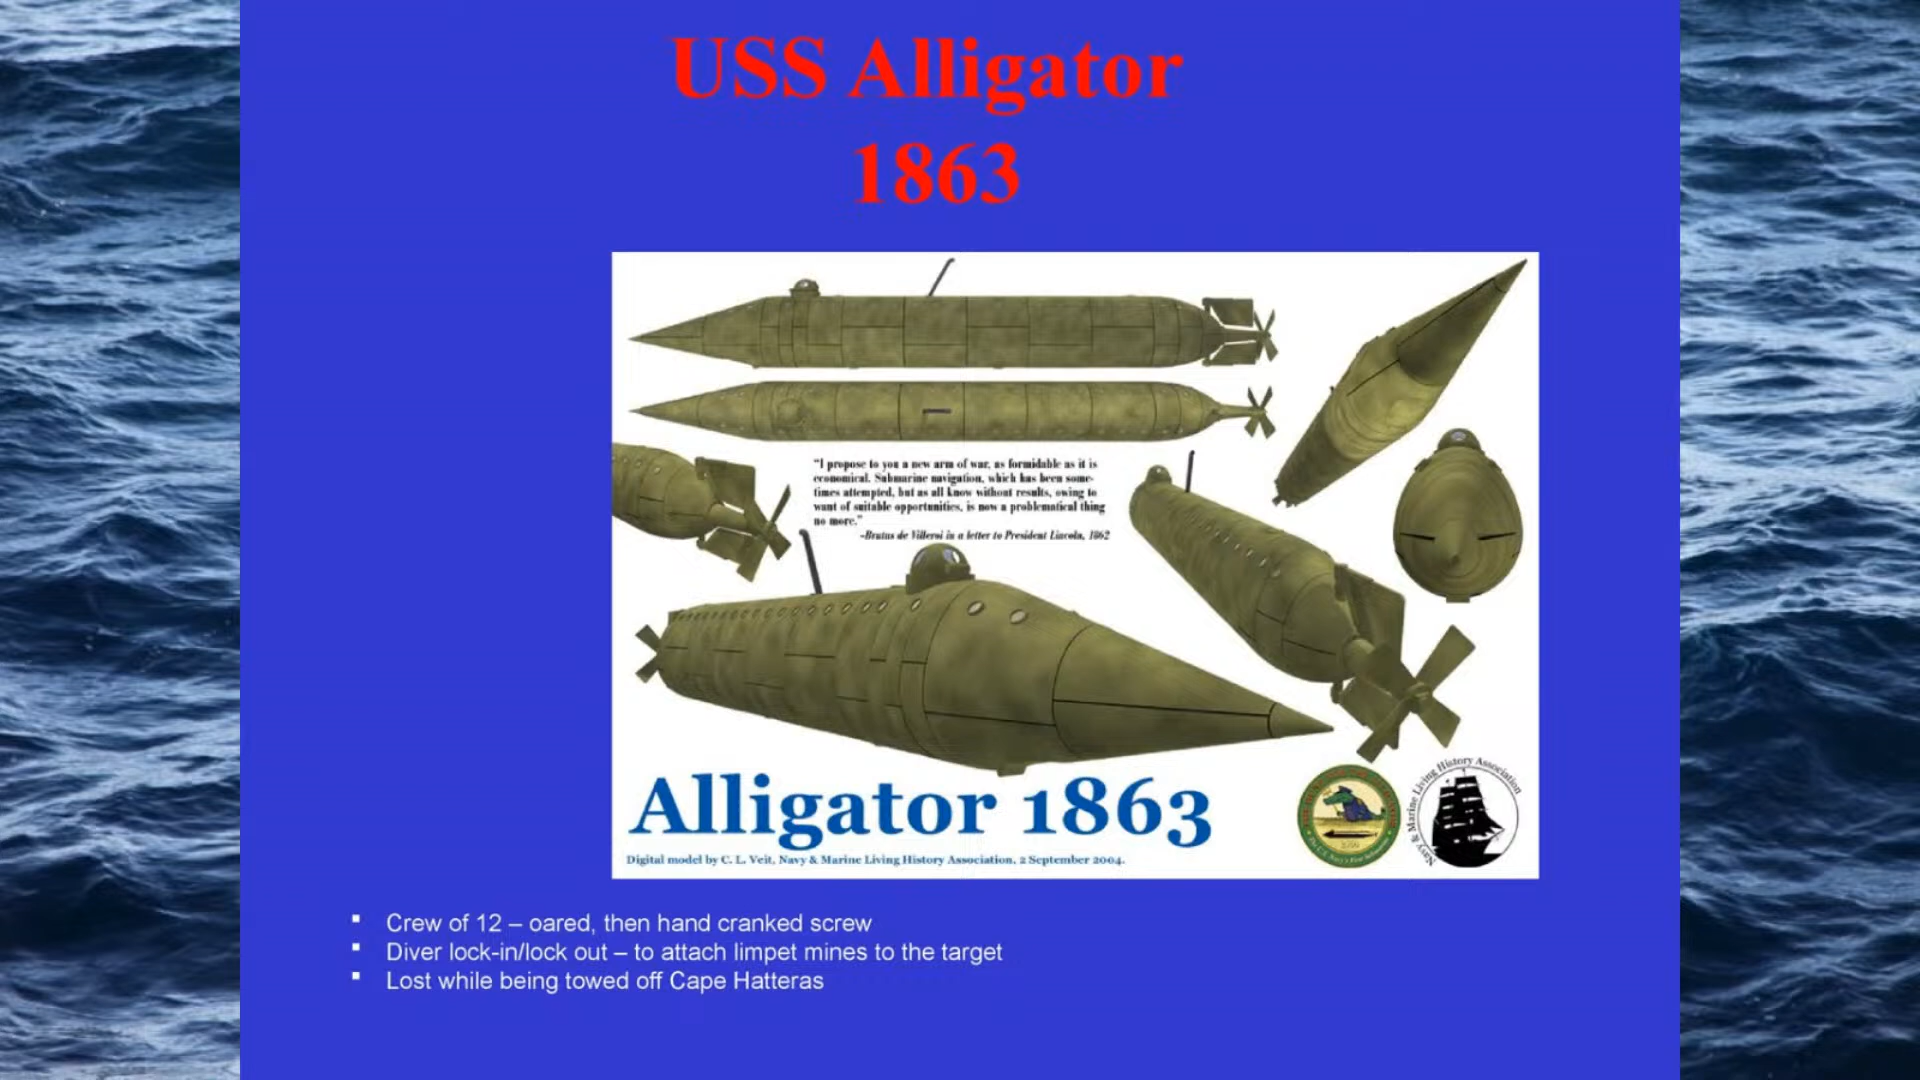 USS Alligator
1863
"I propose to you a new arm of war, as formidable as it is
economical. Submarine navigation, which has been some-
times attempted, but as all know without results, owing to
want of suitable opportunities, is now a problematical thing
no more."
-Brutus de Villeroi in a letter to President Lincoln, 1862
Alligator 1863
Digital model by C. L. Veit, Navy & Marine Living History Association, 2 September 2004.
Navy & Marine Living History Association
▪ Crew of 12 – oared, then hand cranked screw
▪ Diver lock-in/lock out – to attach limpet mines to the target
▪ Lost while being towed off Cape Hatteras